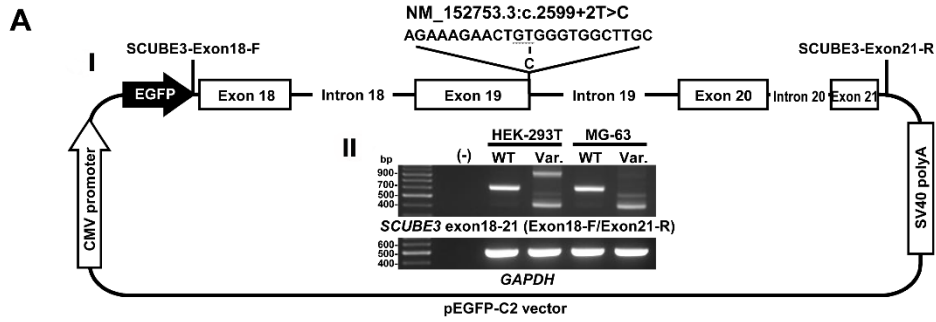 A
NM_152753.3:c.2599+2T>C
AGAAAGAACTGTGGGTGGCTTGC
C
SCUBE3-Exon18-F
SCUBE3-Exon21-R
I
EGFP
Exon 18
Intron 18
Exon 19
Intron 19
Exon 20
Intron 20
Exon 21
CMV promoter
SV40 polyA
II
HEK-293T MG-63
bp (-) WT Var. WT Var.
900-
700-
500-
400-
SCUBE3 exon18-21 (Exon18-F/Exon21-R)
600-
500-
400-
GAPDH
pEGFP-C2 vector